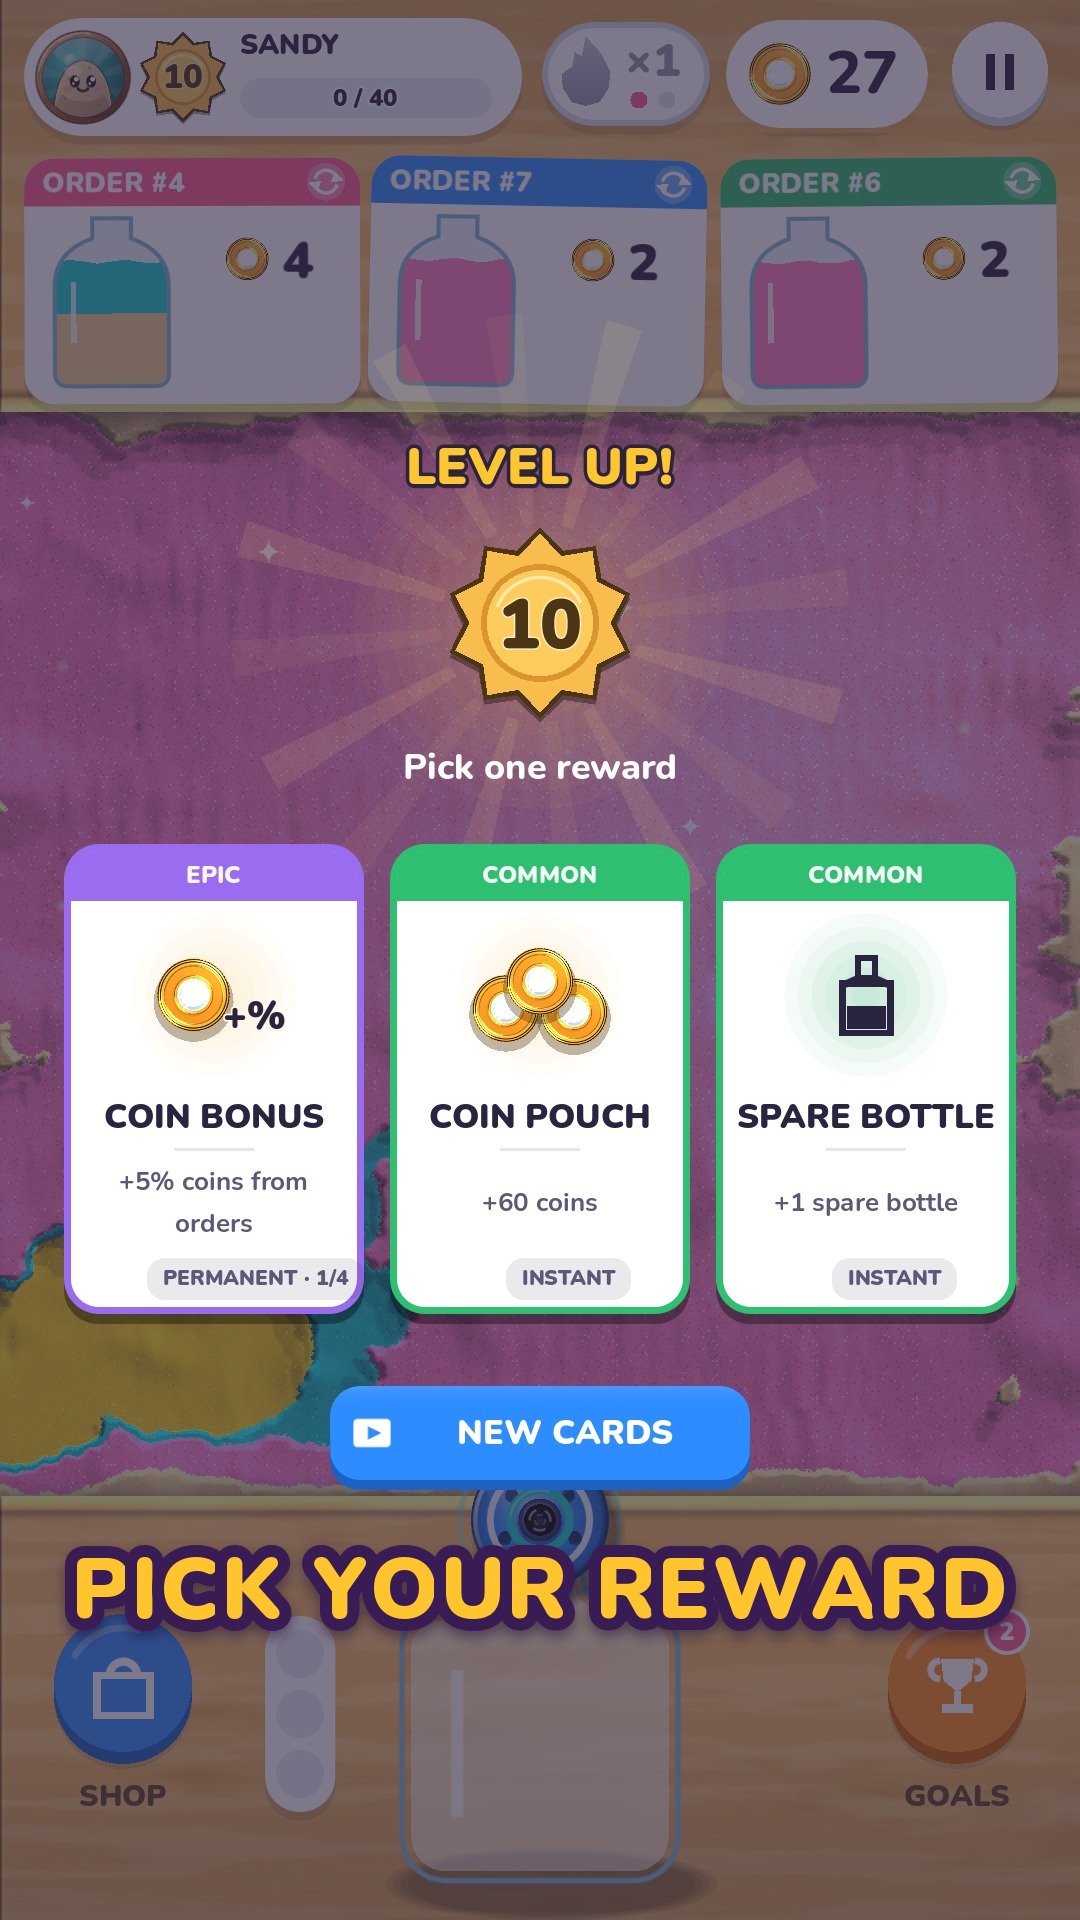 SANDY
10
0 / 40
×1
27
ORDER #4
4
ORDER #7
2
ORDER #6
2
LEVEL UP!
10
Pick one reward
EPIC
+%
COIN BONUS
+5% coins from
orders
PERMANENT · 1/4
COMMON
COIN POUCH
+60 coins
INSTANT
COMMON
SPARE BOTTLE
+1 spare bottle
INSTANT
NEW CARDS
PICK YOUR REWARD
2
SHOP
GOALS